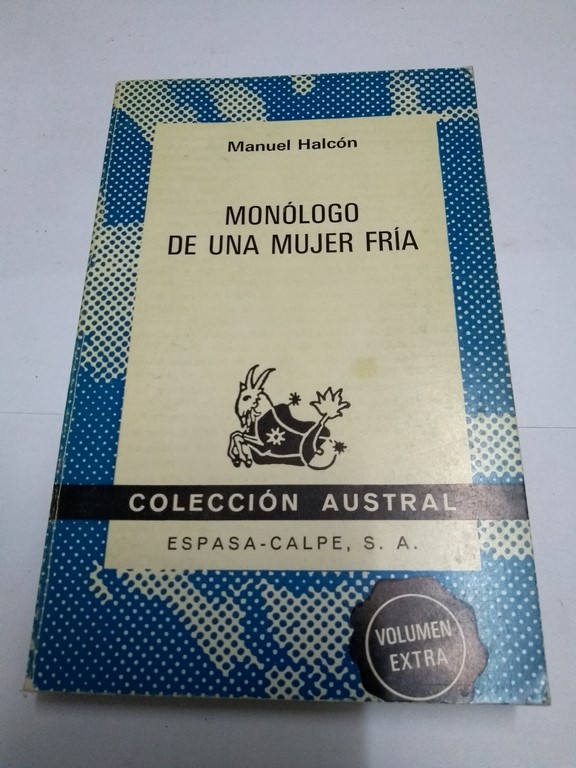 Manuel Halcón
MONÓLOGO
DE UNA MUJER FRÍA
COLECCIÓN AUSTRAL
ESPASA-CALPE, S. A.
VOLUMEN
EXTRA